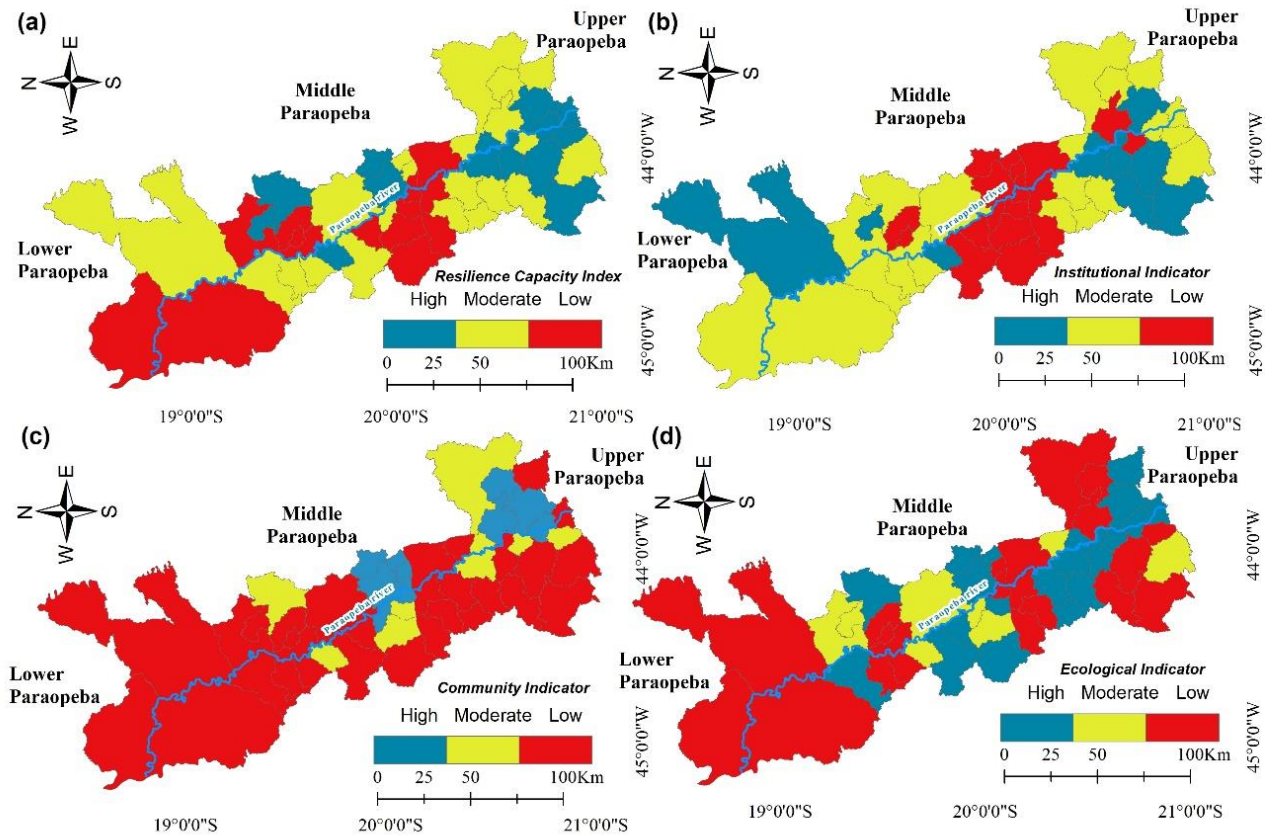 (a)
Upper
Paraopeba
E
N
S
W
Middle
Paraopeba
Paraopeba river
Lower
Paraopeba
Resilience Capacity Index
High Moderate Low
0 25 50 100Km
44°0'0"W
45°0'0"W
19°0'0"S 20°0'0"S 21°0'0"S
(b)
Upper
Paraopeba
E
N
S
W
Middle
Paraopeba
Paraopeba river
Lower
Paraopeba
Institutional Indicator
High Moderate Low
0 25 50 100Km
44°0'0"W
45°0'0"W
19°0'0"S 20°0'0"S 21°0'0"S
(c)
Upper
Paraopeba
E
N
S
W
Middle
Paraopeba
Paraopeba river
Lower
Paraopeba
Community Indicator
High Moderate Low
0 25 50 100Km
44°0'0"W
45°0'0"W
19°0'0"S 20°0'0"S 21°0'0"S
(d)
Upper
Paraopeba
E
N
S
W
Middle
Paraopeba
Paraopeba river
Lower
Paraopeba
Ecological Indicator
High Moderate Low
0 25 50 100Km
44°0'0"W
45°0'0"W
19°0'0"S 20°0'0"S 21°0'0"S